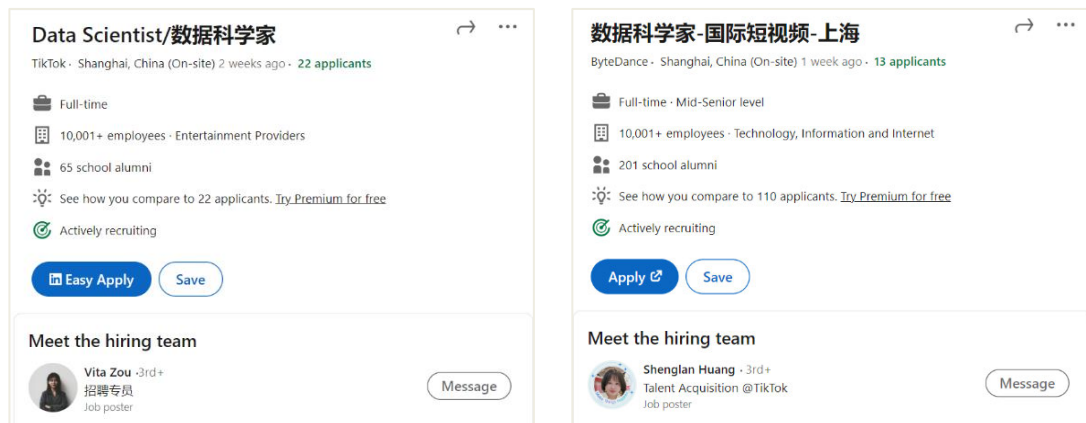 Data Scientist/数据科学家
TikTok · Shanghai, China (On-site) 2 weeks ago · 22 applicants
Full-time
10,001+ employees · Entertainment Providers
65 school alumni
See how you compare to 22 applicants. Try Premium for free
Actively recruiting
in Easy Apply
Save
Meet the hiring team
Vita Zou ·3rd+
招聘专员
Job poster
Message
数据科学家-国际短视频-上海
ByteDance · Shanghai, China (On-site) 1 week ago · 13 applicants
Full-time · Mid-Senior level
10,001+ employees · Technology, Information and Internet
201 school alumni
See how you compare to 110 applicants. Try Premium for free
Actively recruiting
Apply
Save
Meet the hiring team
Shenglan Huang · 3rd+
Talent Acquisition @TikTok
Job poster
Message